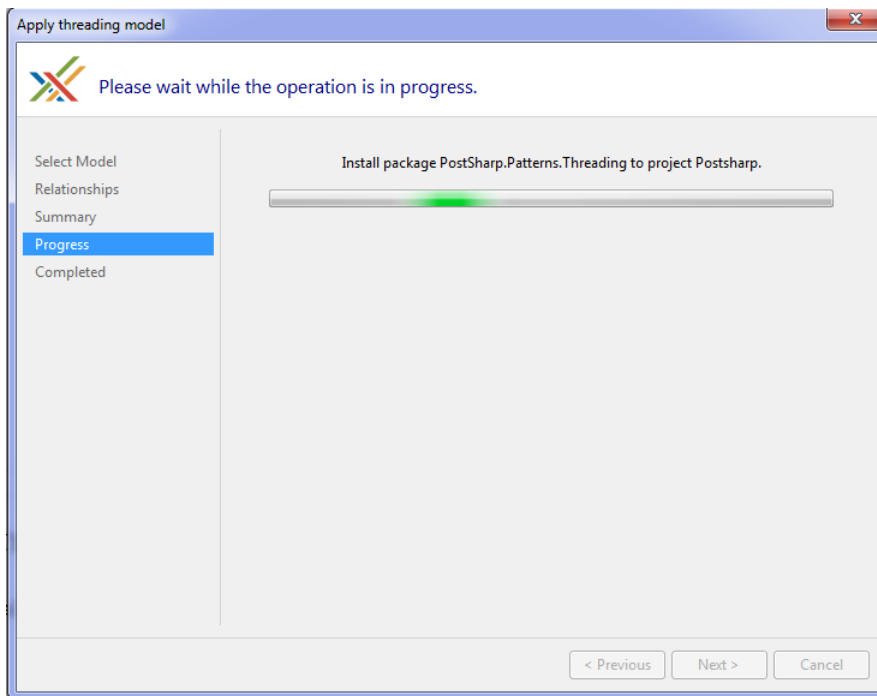 Apply threading model
Please wait while the operation is in progress.
Select Model
Relationships
Summary
Progress
Completed
Install package PostSharp.Patterns.Threading to project Postsharp.
< Previous
Next >
Cancel